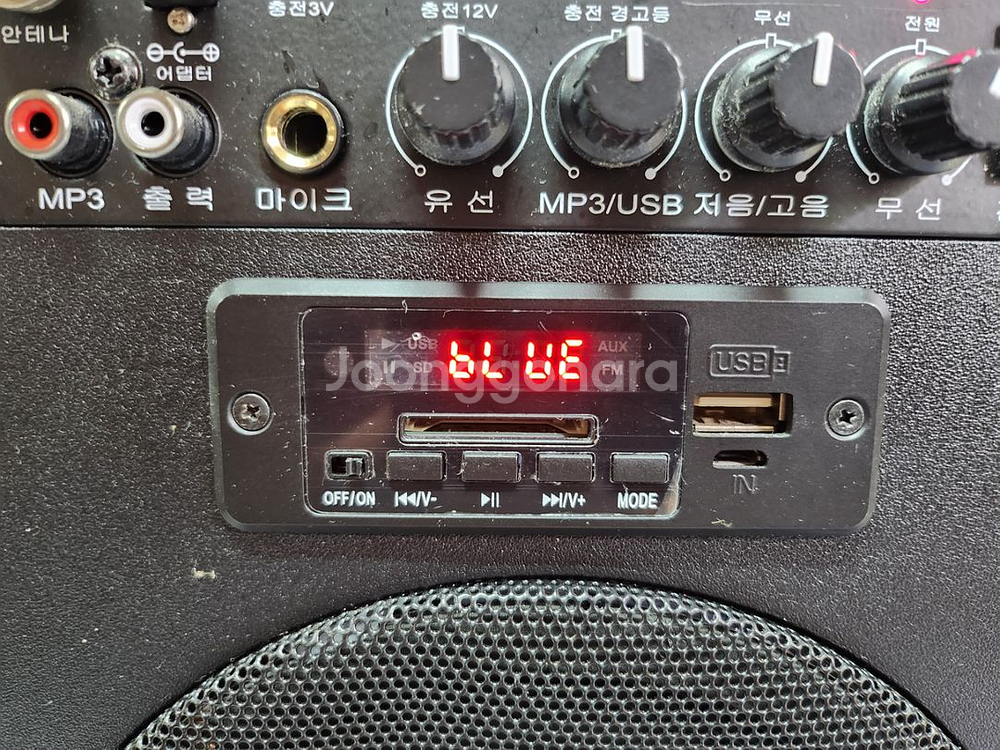 충전3V
충전12V
충전 경고등
무선
전원
안테나
어댑터
MP3
출력
마이크
유선
MP3/USB
저음/고음
무선
USB
AUX
SD
FM
bLUE
Joonggonara
USB
OFF/ON
I◀◀/V-
▶II
▶▶I/V+
MODE
IN